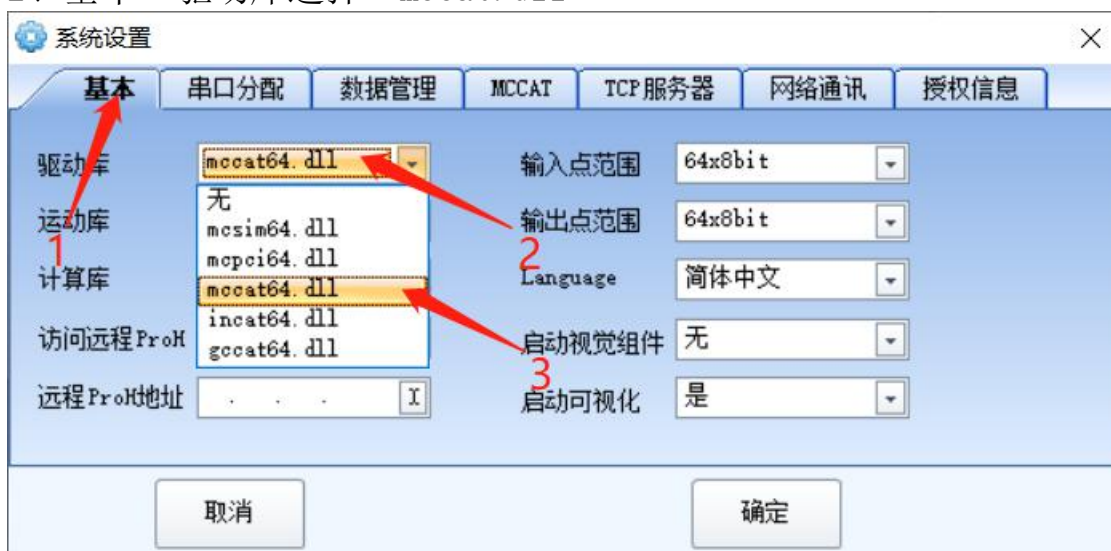 系统设置
基本 串口分配 数据管理 MCCAT TCP服务器 网络通讯 授权信息
驱动库 mccat64.dll 输入点范围 64x8bit
无
运动库 mcsim64.dll 输出点范围 64x8bit
1 2
mcpci64.dll
计算库 mccat64.dll Language 简体中文
incat64.dll
访问远程ProH gccat64.dll 启动视觉组件 无
3
远程ProH地址 . . . 启动可视化 是
取消 确定